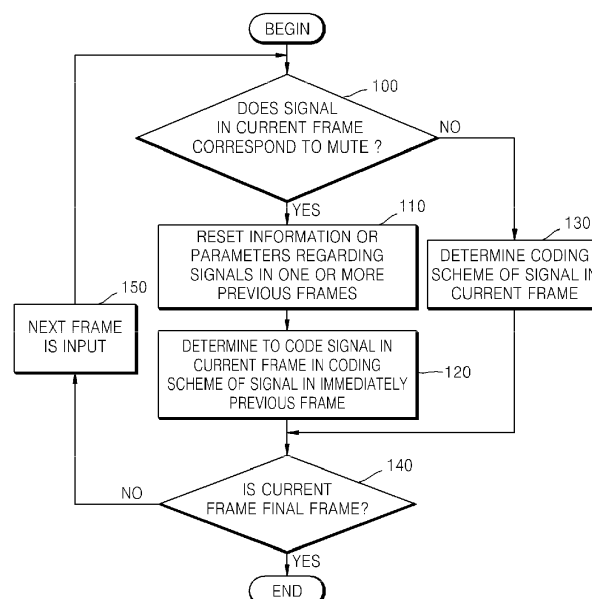 BEGIN
100
DOES SIGNAL
IN CURRENT FRAME
CORRESPOND TO MUTE ?
NO
YES
110
RESET INFORMATION OR
PARAMETERS REGARDING
SIGNALS IN ONE OR MORE
PREVIOUS FRAMES
130
DETERMINE CODING
SCHEME OF SIGNAL IN
CURRENT FRAME
150
NEXT FRAME
IS INPUT
DETERMINE TO CODE SIGNAL IN
CURRENT FRAME IN CODING
SCHEME OF SIGNAL IN IMMEDIATELY
PREVIOUS FRAME
120
140
NO
IS CURRENT
FRAME FINAL FRAME?
YES
END